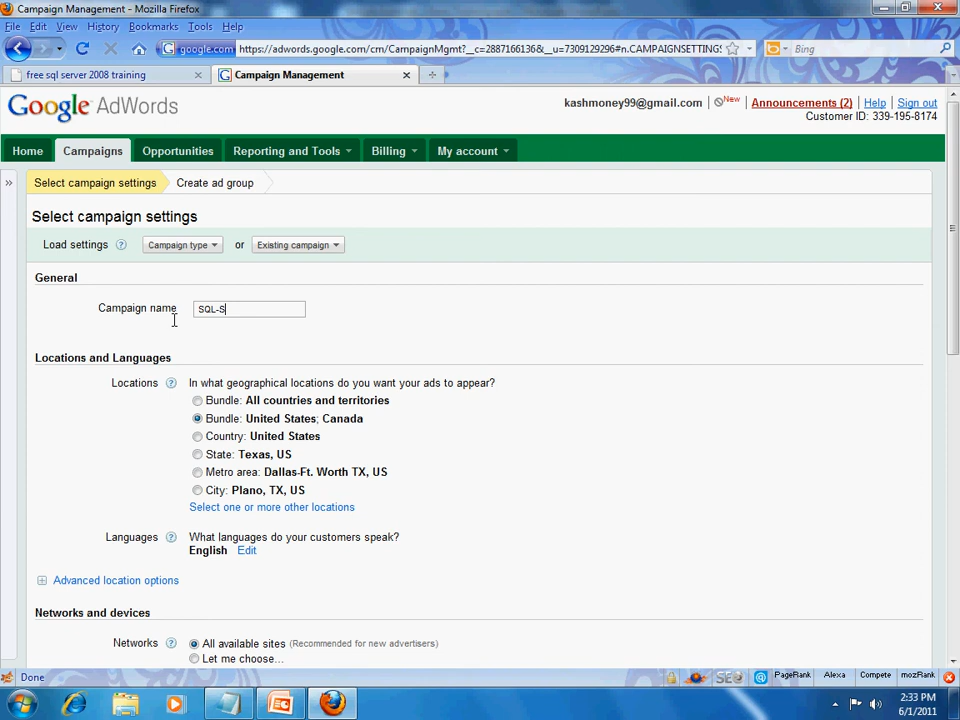 Campaign Management - Mozilla Firefox
File Edit View History Bookmarks Tools Help
google.com https://adwords.google.com/cm/CampaignMgmt?__c=2887166136&__u=7309129296#n.CAMPAIGNSETTINGS Bing
free sql server 2008 training Campaign Management
Google AdWords
kashmoney99@gmail.com New Announcements (2) Help Sign out
Customer ID: 339-195-8174
Home Campaigns Opportunities Reporting and Tools Billing My account
Select campaign settings Create ad group
Select campaign settings
Load settings ? Campaign type or Existing campaign
General
Campaign name SQL-S
Locations and Languages
Locations ? In what geographical locations do you want your ads to appear?
Bundle: All countries and territories
Bundle: United States; Canada
Country: United States
State: Texas, US
Metro area: Dallas-Ft. Worth TX, US
City: Plano, TX, US
Select one or more other locations
Languages ? What languages do your customers speak?
English Edit
Advanced location options
Networks and devices
Networks ? All available sites (Recommended for new advertisers)
Let me choose...
Done SEO PageRank Alexa Compete mozRank
2:33 PM
6/1/2011